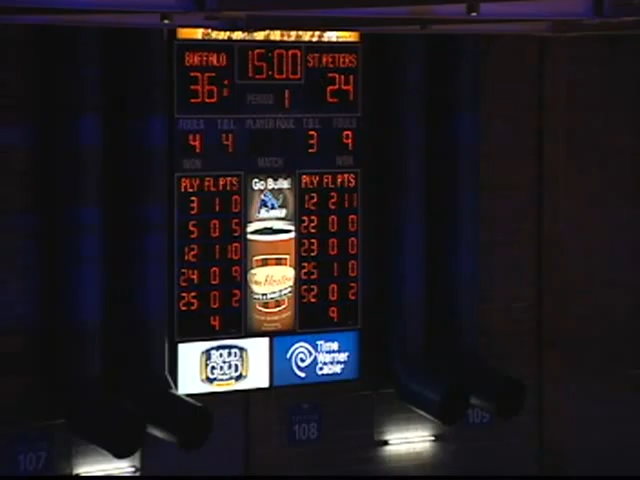 BUFFALO 15:00 ST.PETERS
36 PERIOD 1 24
FOULS T.O.L. PLAYER FOUL T.O.L. FOULS
4 4 3 9
WON MATCH WON
PLY FL PTS
3 1 0
5 0 5
12 1 10
24 0 9
25 0 2
4
Go Bulls!
Tim Hortons
PLY FL PTS
12 2 11
22 0 0
23 0 0
25 1 0
52 0 2
9
ROLD GOLD
Time Warner Cable
107
108
109